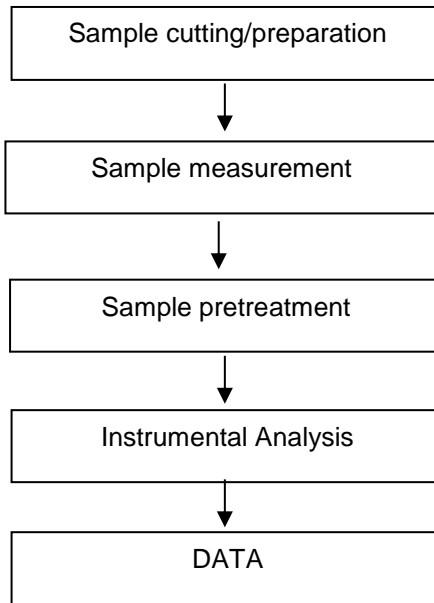 Sample cutting/preparation
Sample measurement
Sample pretreatment
Instrumental Analysis
DATA